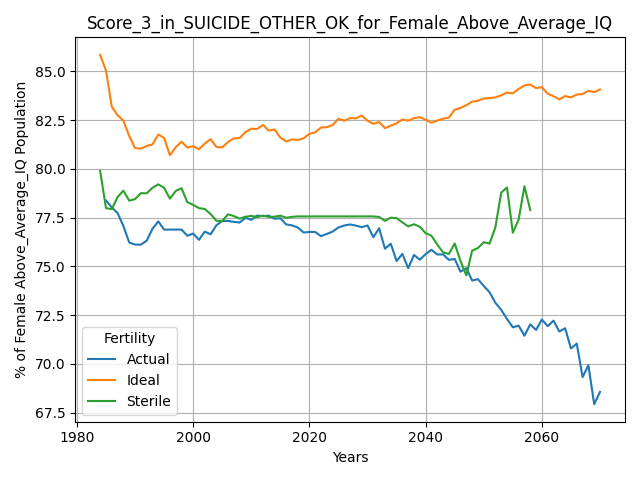 Score_3_in_SUICIDE_OTHER_OK_for_Female_Above_Average_IQ
% of Female Above_Average_IQ Population
85.0
82.5
80.0
77.5
75.0
72.5
70.0
67.5
Fertility
Actual
Ideal
Sterile
1980
2000
2020
2040
2060
Years